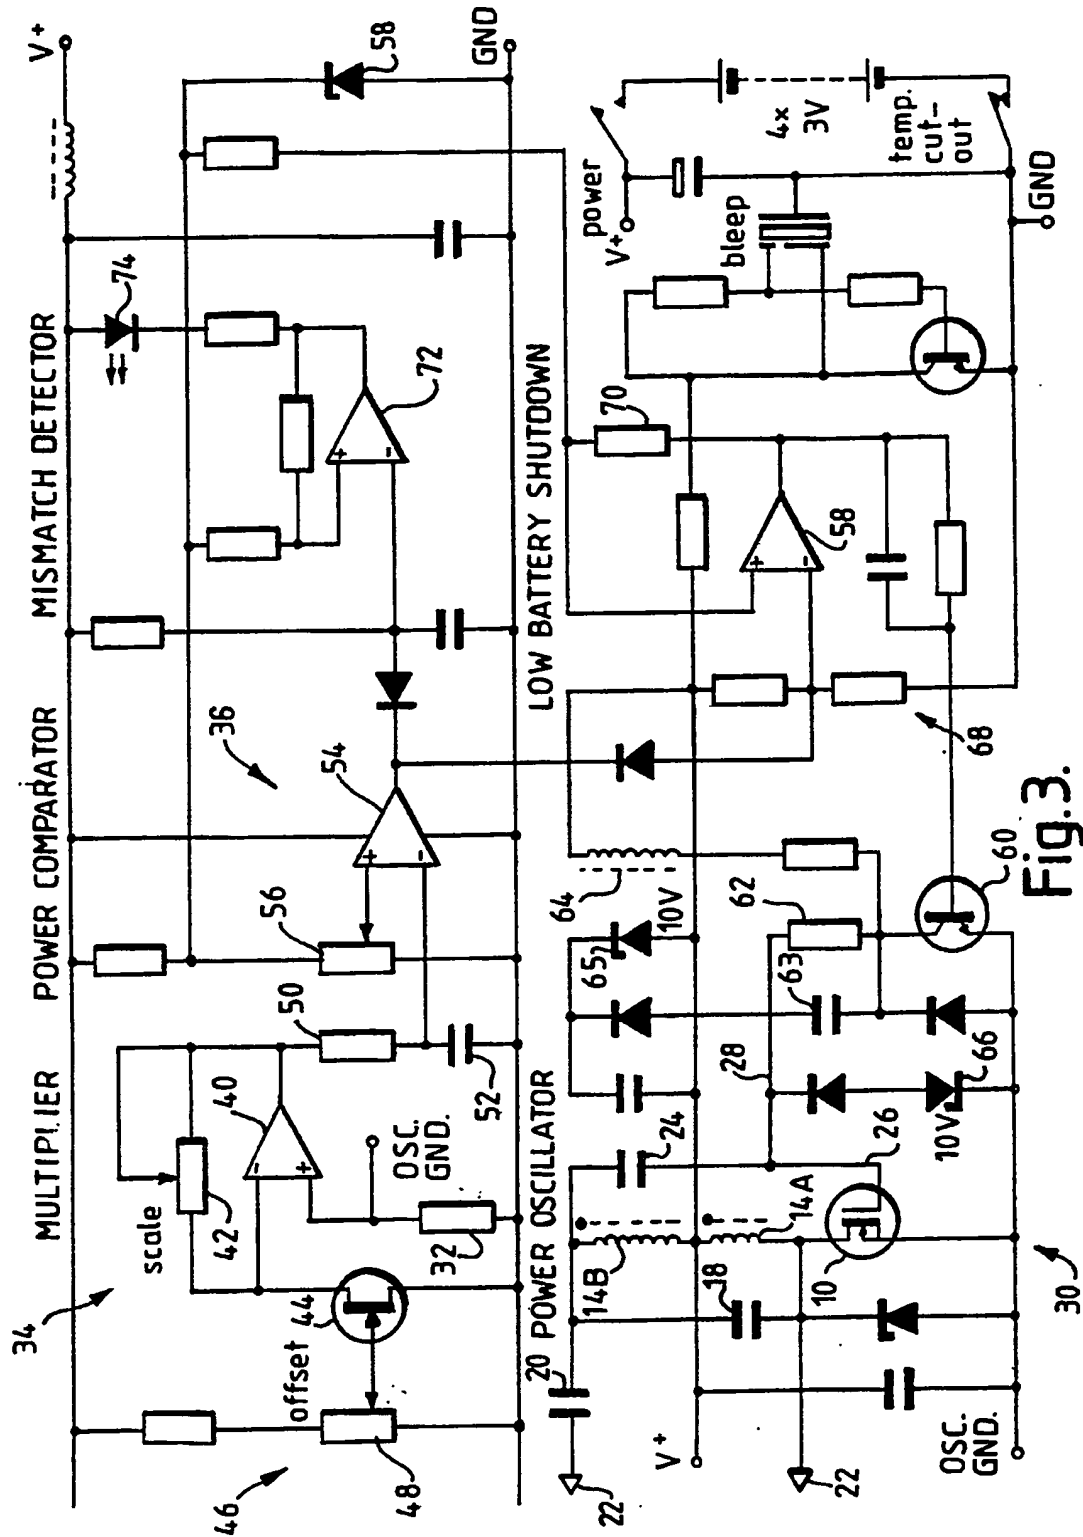 34
MULTIPLIER
POWER COMPARATOR
MISMATCH DETECTOR
V+
scale
42
40
50
56
36
54
74
72
58
GND
46
offset
44
48
32
OSC.
GND.
52
+
-
+
-
+
-
20
POWER OSCILLATOR
LOW BATTERY SHUTDOWN
22
14B
18
24
14A
28
65
64
10V
63
62
70
bleep
power
V+
4x
3V
temp.
cut-
out
GND
V+
22
10
26
10V
66
60
68
58
+
-
OSC.
GND.
30
Fig.3.